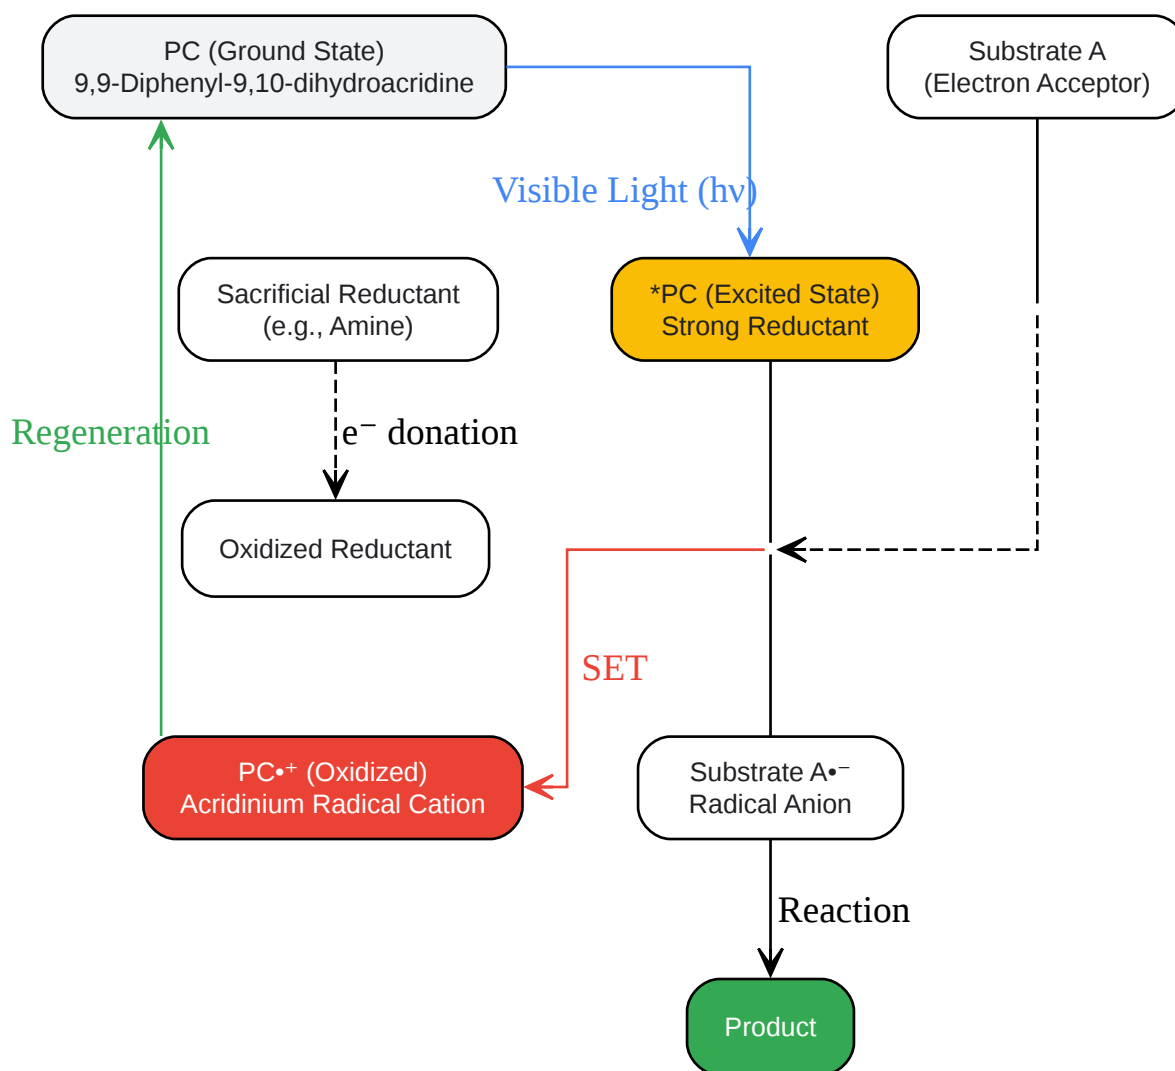 PC (Ground State)
9,9-Diphenyl-9,10-dihydroacridine
Substrate A
(Electron Acceptor)
Visible Light (hν)
Sacrificial Reductant
(e.g., Amine)
*PC (Excited State)
Strong Reductant
Regeneration
e⁻ donation
Oxidized Reductant
SET
PC•⁺ (Oxidized)
Acridinium Radical Cation
Substrate A•⁻
Radical Anion
Reaction
Product